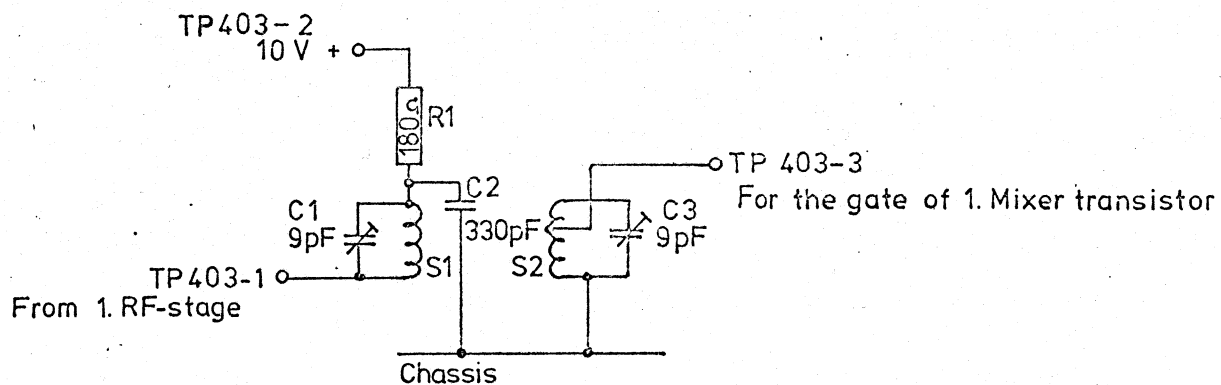 TP403-2
10 V +
180Ω
R1
C1
9pF
S1
C2
330pF
TP403-1
From 1. RF-stage
S2
C3
9pF
TP 403-3
For the gate of 1. Mixer transistor
Chassis